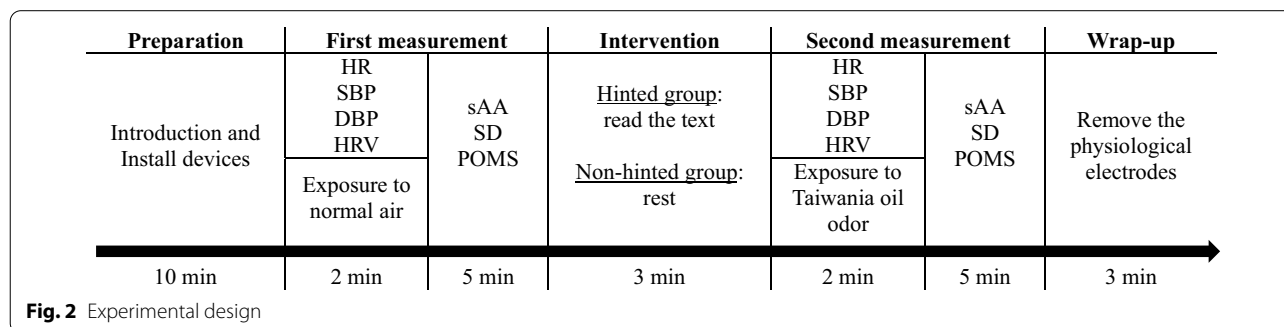 Preparation
First measurement
Intervention
Second measurement
Wrap-up
Introduction and
Install devices
HR
SBP
DBP
HRV
Exposure to
normal air
sAA
SD
POMS
Hinted group:
read the text
Non-hinted group:
rest
HR
SBP
DBP
HRV
Exposure to
Taiwania oil
odor
sAA
SD
POMS
Remove the
physiological
electrodes
10 min
2 min
5 min
3 min
2 min
5 min
3 min
Fig. 2 Experimental design